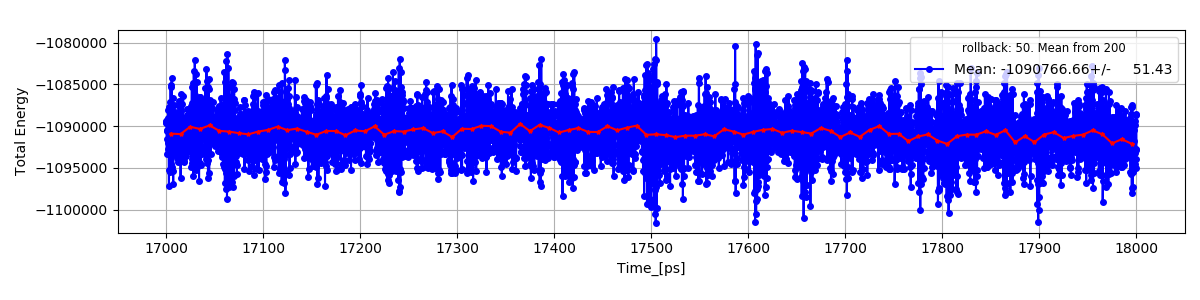 rollback: 50. Mean from 200
Mean: -1090766.66 +/- 51.43
Total Energy
−1080000
−1085000
−1090000
−1095000
−1100000
17000 17100 17200 17300 17400 17500 17600 17700 17800 17900 18000
Time_[ps]